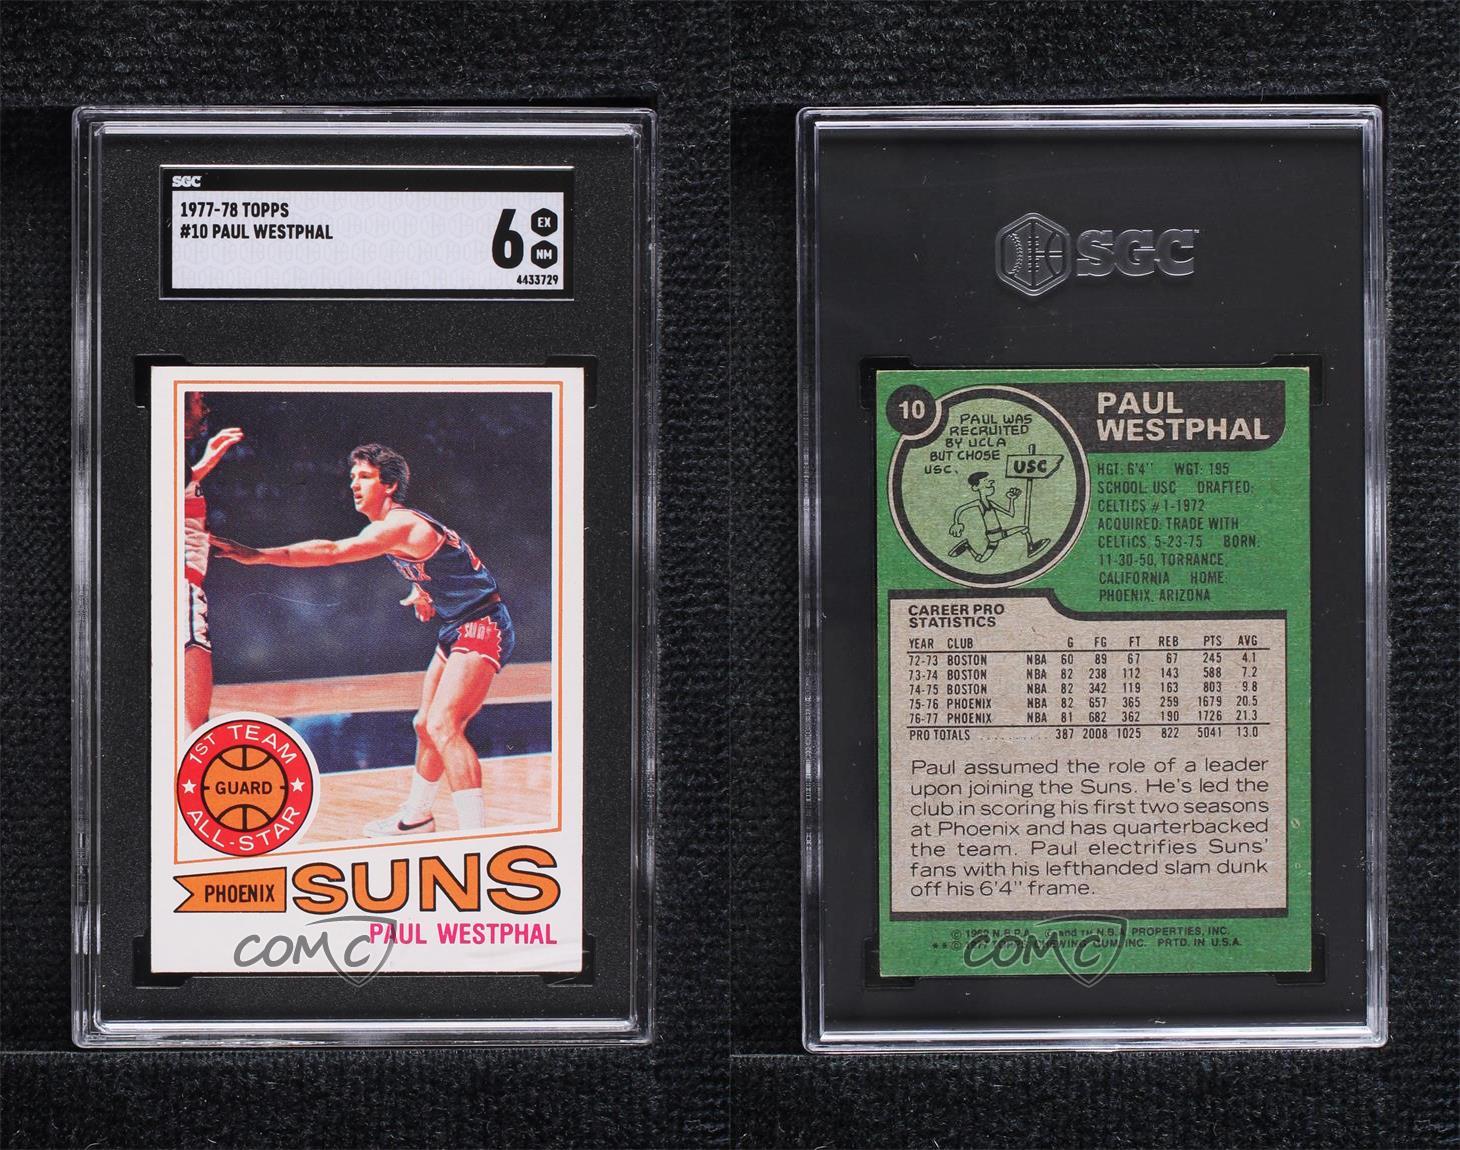 SGC
1977-78 TOPPS
#10 PAUL WESTPHAL
6
EX
NM
4433729
1ST TEAM
GUARD
ALL-STAR
PHOENIX
SUNS
PAUL WESTPHAL
COMC
SGC
10
PAUL WAS
RECRUITED
BY UCLA
BUT CHOSE
USC.
USC
PAUL
WESTPHAL
HGT: 6'4" WGT: 195
SCHOOL: USC DRAFTED:
CELTICS #1-1972
ACQUIRED: TRADE WITH
CELTICS, 5-23-75 BORN:
11-30-50, TORRANCE,
CALIFORNIA HOME:
PHOENIX, ARIZONA
CAREER PRO
STATISTICS
YEAR CLUB G FG FT REB PTS AVG
72-73 BOSTON NBA 60 89 67 67 245 4.1
73-74 BOSTON NBA 82 238 112 143 588 7.2
74-75 BOSTON NBA 82 342 119 163 803 9.8
75-76 PHOENIX NBA 82 657 365 259 1679 20.5
76-77 PHOENIX NBA 81 682 362 190 1726 21.3
PRO TOTALS .......... 387 2008 1025 822 5041 13.0
Paul assumed the role of a leader
upon joining the Suns. He's led the
club in scoring his first two seasons
at Phoenix and has quarterbacked
the team. Paul electrifies Suns'
fans with his lefthanded slam dunk
off his 6'4" frame.
© N.B.P.A. © and TM N.B.A. PROPERTIES, INC.
**© 1977 TOPPS CHEWING GUM, INC. PRTD. IN U.S.A.
COMC